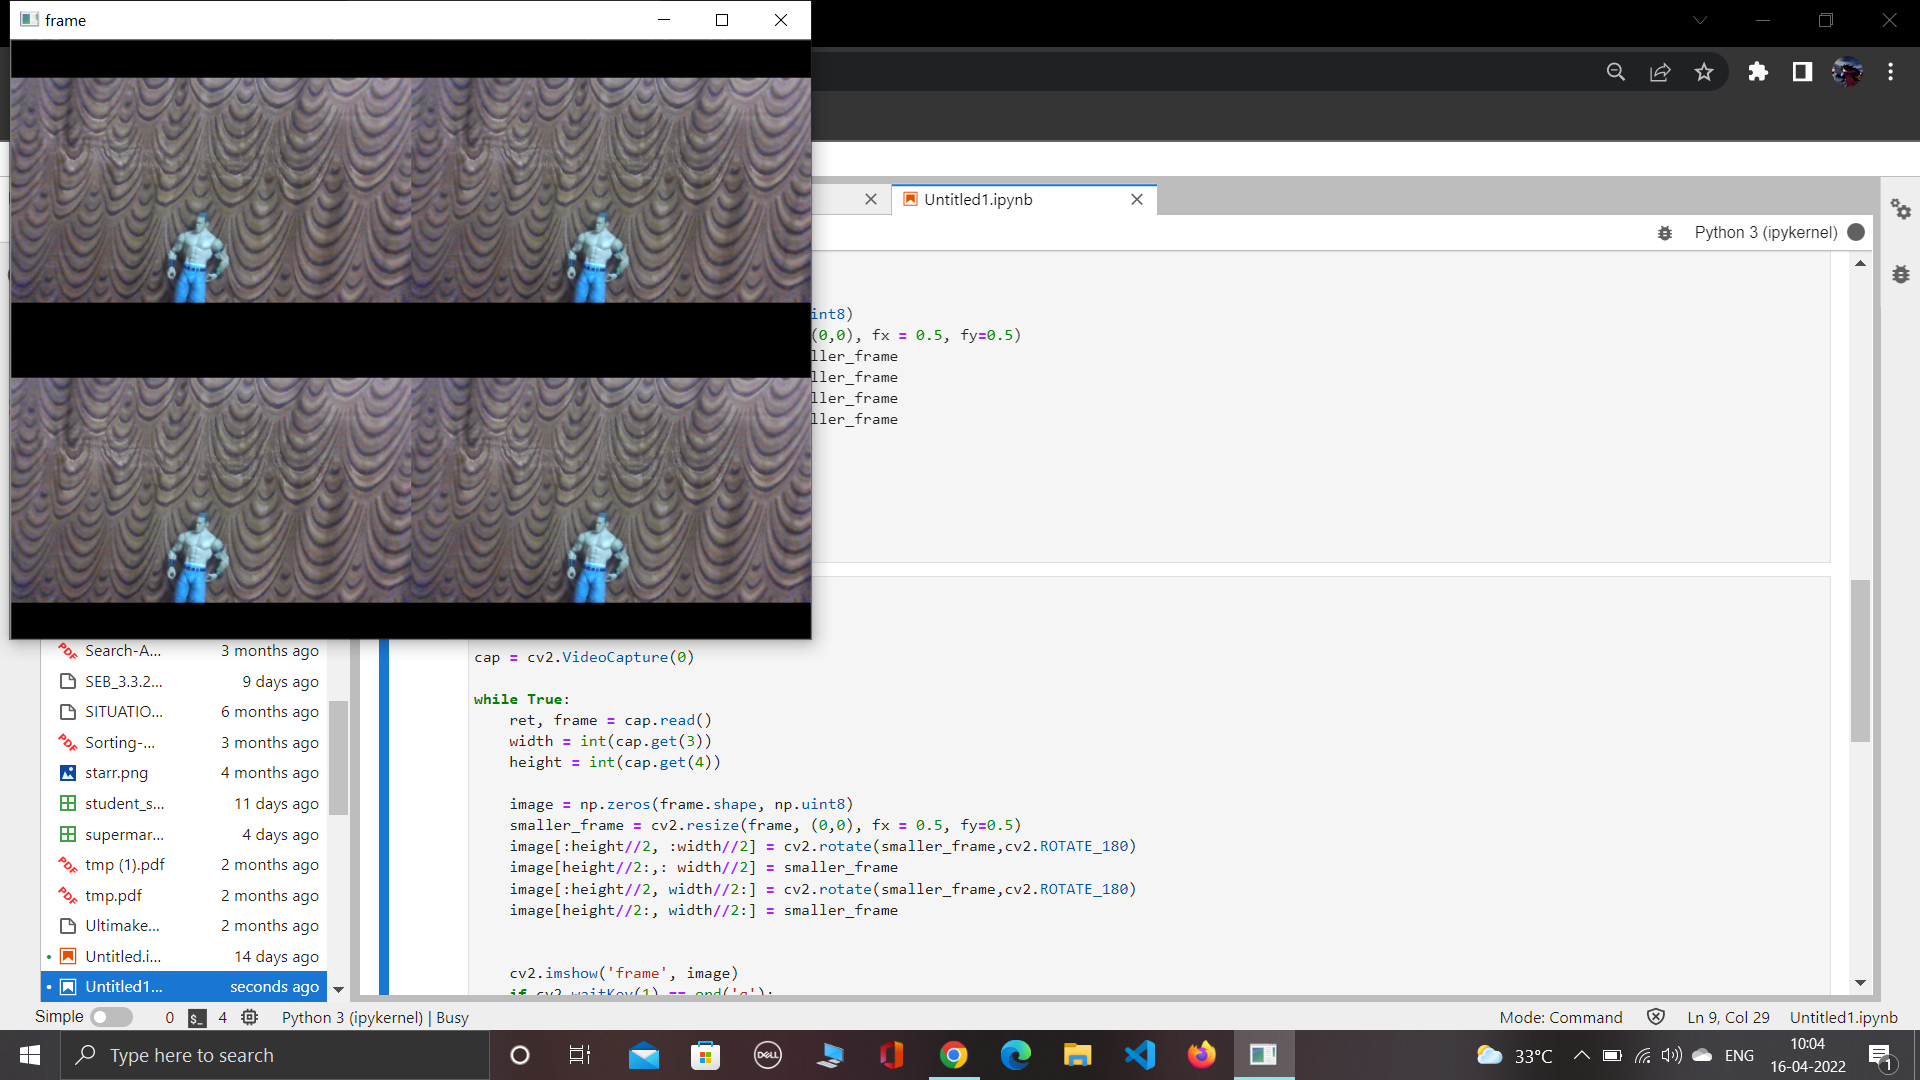 frame
Untitled1.ipynb
Python 3 (ipykernel)
int8)
(0,0), fx = 0.5, fy=0.5)
ller_frame
ller_frame
ller_frame
ller_frame
Search-A... 3 months ago
SEB_3.3.2... 9 days ago
SITUATIO... 6 months ago
Sorting-... 3 months ago
starr.png 4 months ago
student_s... 11 days ago
supermar... 4 days ago
tmp (1).pdf 2 months ago
tmp.pdf 2 months ago
Ultimake... 2 months ago
Untitled.i... 14 days ago
Untitled1... seconds ago
cap = cv2.VideoCapture(0)
while True:
ret, frame = cap.read()
width = int(cap.get(3))
height = int(cap.get(4))
image = np.zeros(frame.shape, np.uint8)
smaller_frame = cv2.resize(frame, (0,0), fx = 0.5, fy=0.5)
image[:height//2, :width//2] = cv2.rotate(smaller_frame,cv2.ROTATE_180)
image[height//2:,: width//2] = smaller_frame
image[:height//2, width//2:] = cv2.rotate(smaller_frame,cv2.ROTATE_180)
image[height//2:, width//2:] = smaller_frame
cv2.imshow('frame', image)
if cv2.waitKey(1) == ord('q'):
Simple 0 $_ 4 Python 3 (ipykernel) | Busy
Mode: Command Ln 9, Col 29 Untitled1.ipynb
Type here to search
DELL
33°C ENG
10:04
16-04-2022
1